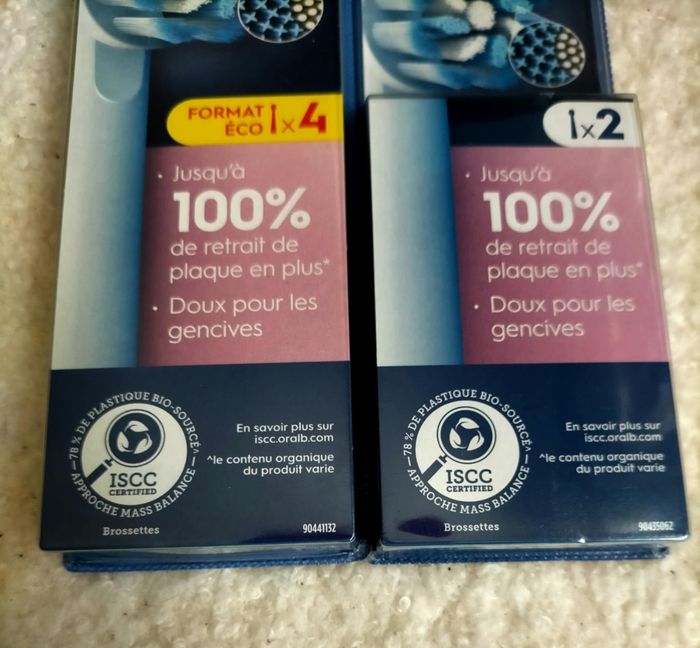 FORMAT
ÉCO x4
• Jusqu'à
100%
de retrait de
plaque en plus*
• Doux pour les
gencives
78 % DE PLASTIQUE BIO-SOURCÉ^
APPROCHE MASS BALANCE
ISCC
CERTIFIED
En savoir plus sur
iscc.oralb.com
^le contenu organique
du produit varie
Brossettes
90441132
x2
• Jusqu'à
100%
de retrait de
plaque en plus*
• Doux pour les
gencives
78 % DE PLASTIQUE BIO-SOURCÉ^
APPROCHE MASS BALANCE
ISCC
CERTIFIED
En savoir plus sur
iscc.oralb.com
^le contenu organique
du produit varie
Brossettes
90435062